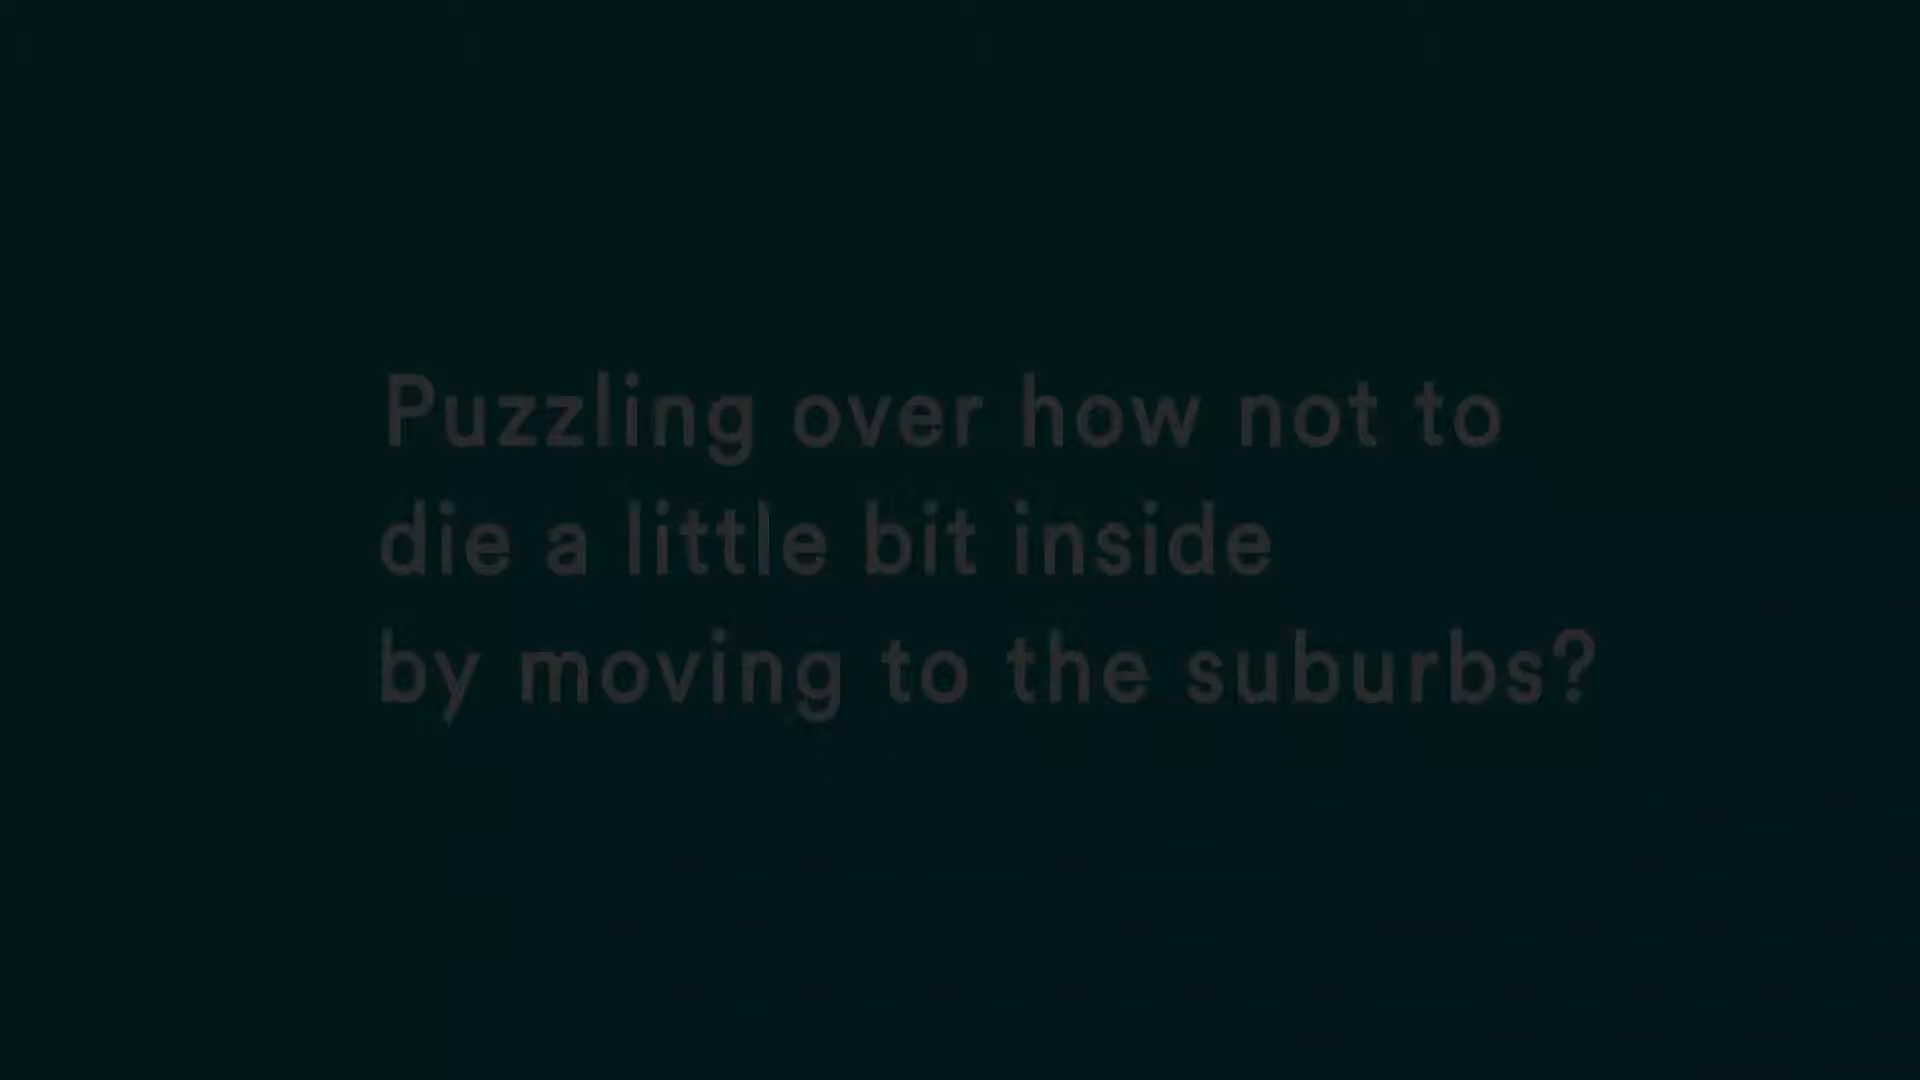 Puzzling over how not to
die a little bit inside
by moving to the suburbs?